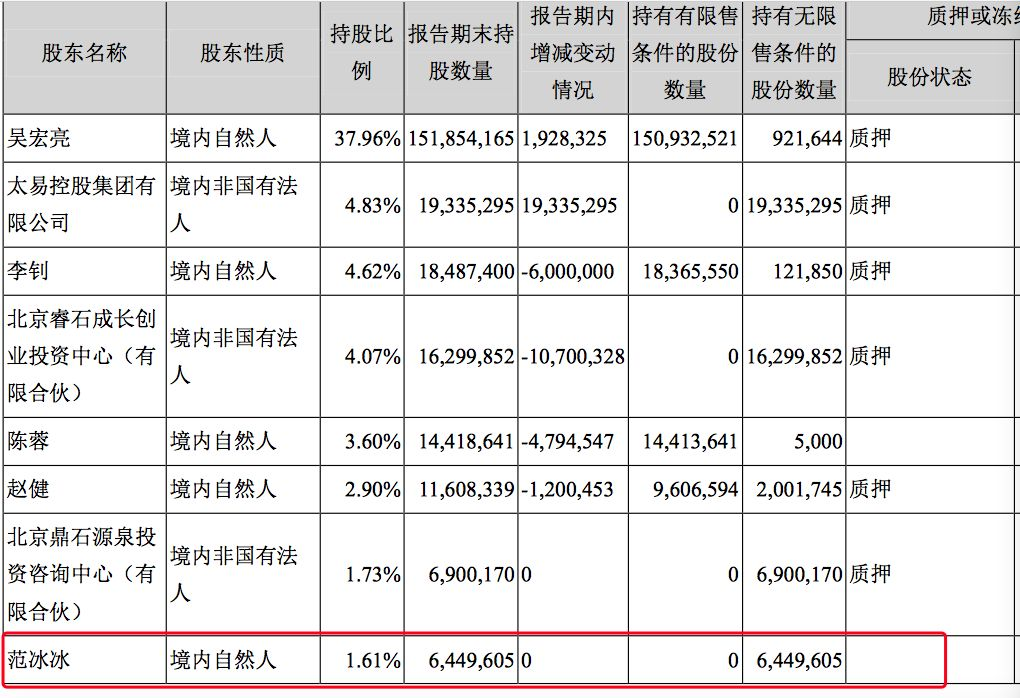 股东名称 股东性质 持股比例 报告期末持股数量 报告期内增减变动情况 持有有限售条件的股份数量 持有无限售条件的股份数量 质押或冻
股份状态
吴宏亮 境内自然人 37.96% 151,854,165 1,928,325 150,932,521 921,644 质押
太易控股集团有限公司 境内非国有法人 4.83% 19,335,295 19,335,295 0 19,335,295 质押
李钊 境内自然人 4.62% 18,487,400 -6,000,000 18,365,550 121,850 质押
北京睿石成长创业投资中心（有限合伙） 境内非国有法人 4.07% 16,299,852 -10,700,328 0 16,299,852 质押
陈蓉 境内自然人 3.60% 14,418,641 -4,794,547 14,413,641 5,000
赵健 境内自然人 2.90% 11,608,339 -1,200,453 9,606,594 2,001,745 质押
北京鼎石源泉投资咨询中心（有限合伙） 境内非国有法人 1.73% 6,900,170 0 0 6,900,170 质押
范冰冰 境内自然人 1.61% 6,449,605 0 0 6,449,605